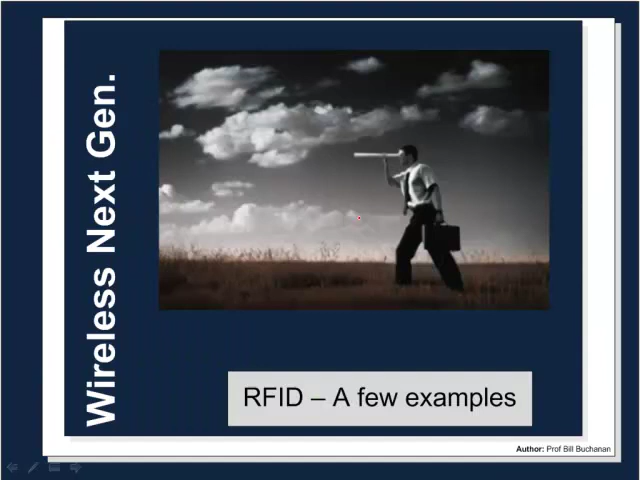 Wireless Next Gen.
RFID – A few examples
Author: Prof Bill Buchanan